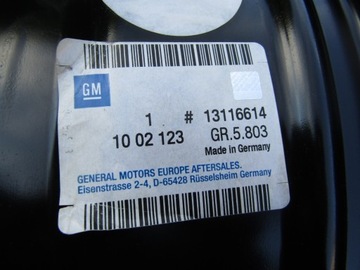 GM
1 # 13116614
10 02 123 GR.5.803
Made in Germany
GENERAL MOTORS EUROPE AFTERSALES.
Eisenstrasse 2-4, D-65428 Rüsselsheim Germany